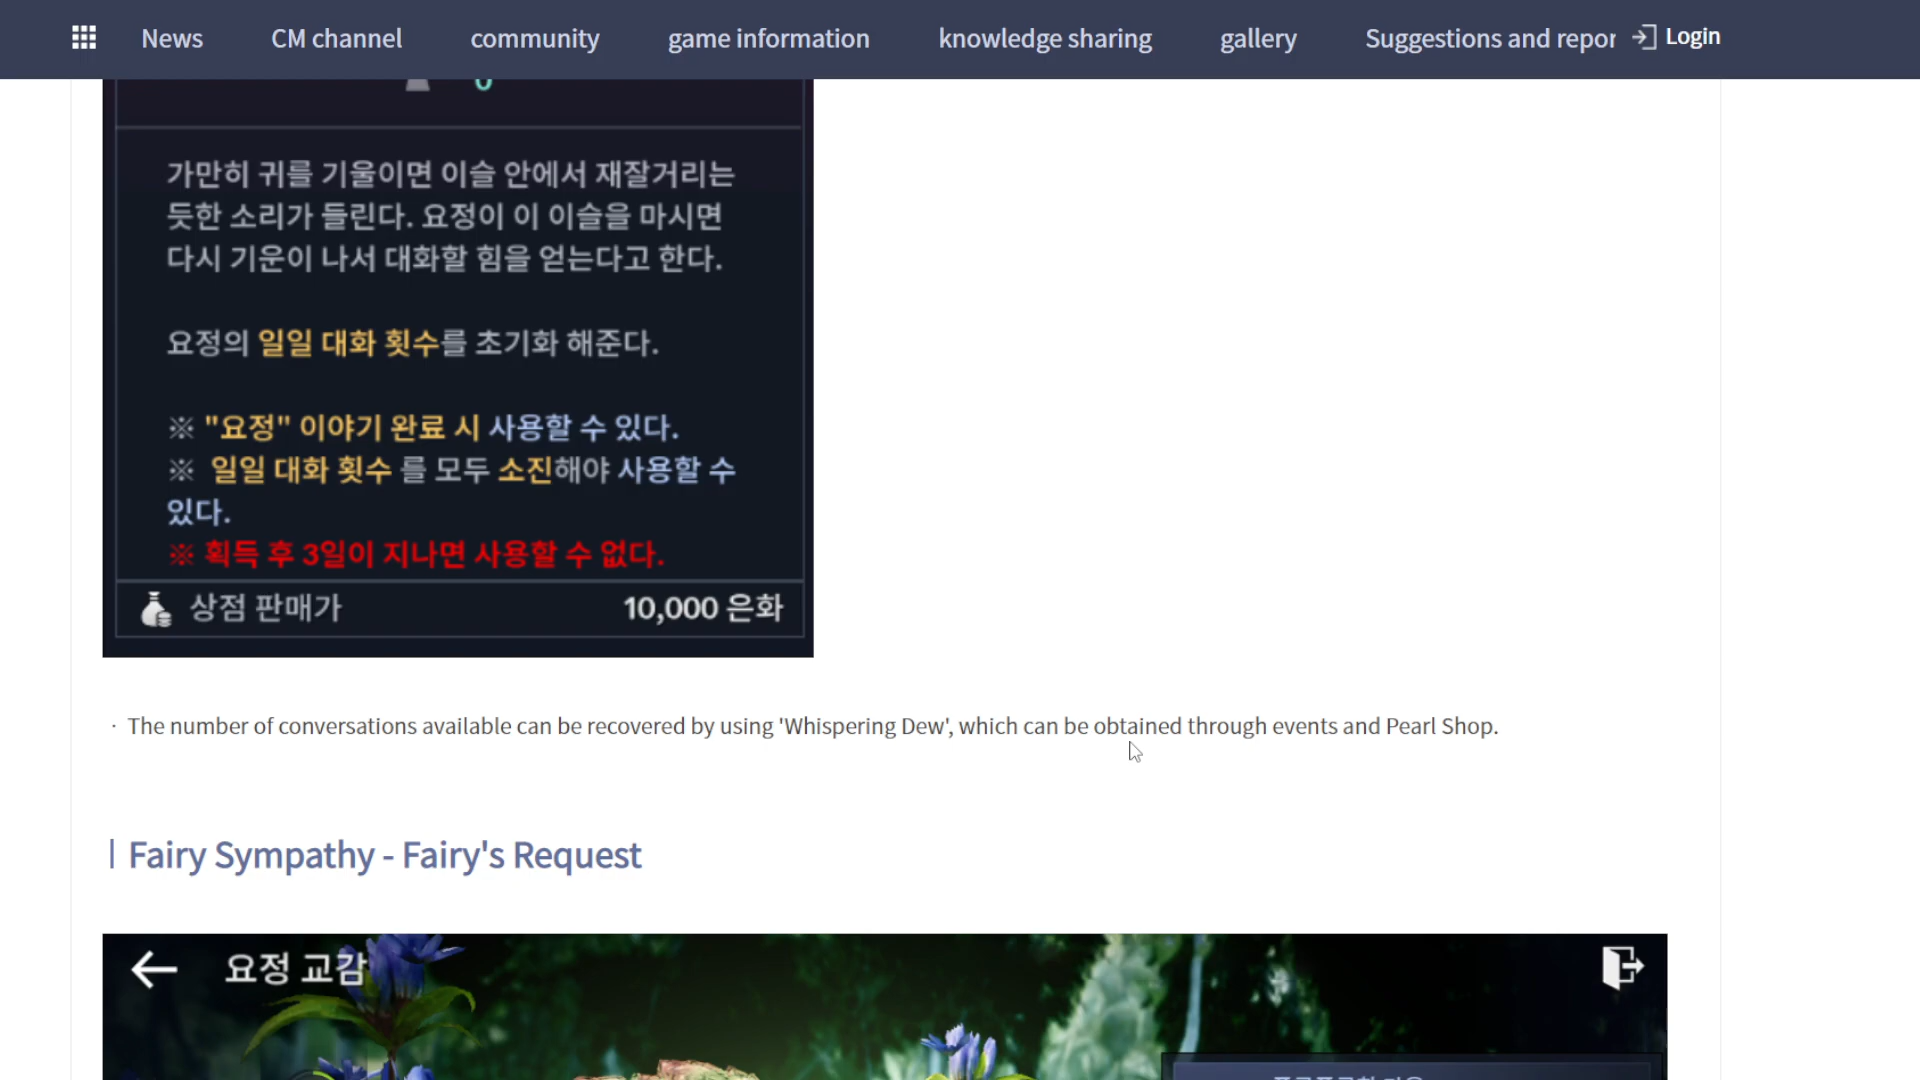 News CM channel community game information knowledge sharing gallery Suggestions and repor Login
가만히 귀를 기울이면 이슬 안에서 재잘거리는
듯한 소리가 들린다. 요정이 이 이슬을 마시면
다시 기운이 나서 대화할 힘을 얻는다고 한다.
요정의 일일 대화 횟수를 초기화 해준다.
※ "요정" 이야기 완료 시 사용할 수 있다.
※ 일일 대화 횟수 를 모두 소진해야 사용할 수
있다.
※ 획득 후 3일이 지나면 사용할 수 없다.
상점 판매가 10,000 은화
· The number of conversations available can be recovered by using 'Whispering Dew', which can be obtained through events and Pearl Shop.
Fairy Sympathy - Fairy's Request
요정 교감